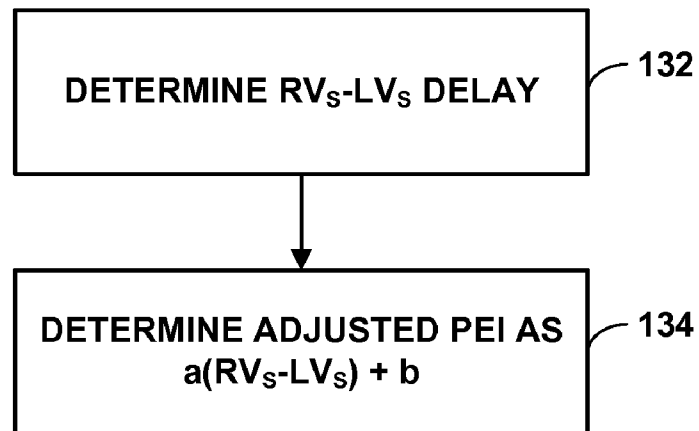 DETERMINE RVS-LVS DELAY
132
DETERMINE ADJUSTED PEI AS
a(RVS-LVS) + b
134